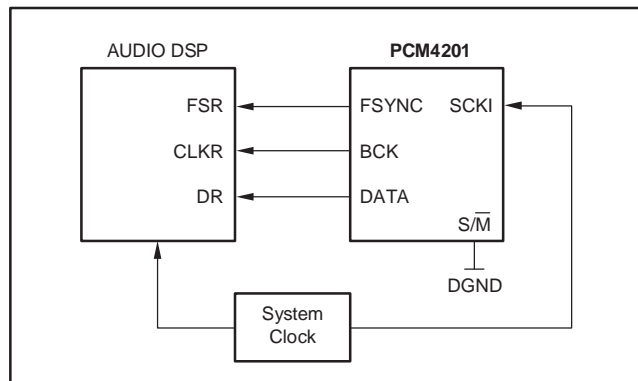 AUDIO DSP
PCM4201
FSR
FSYNC
SCKI
CLKR
BCK
DR
DATA
S/M̅
DGND
System
Clock